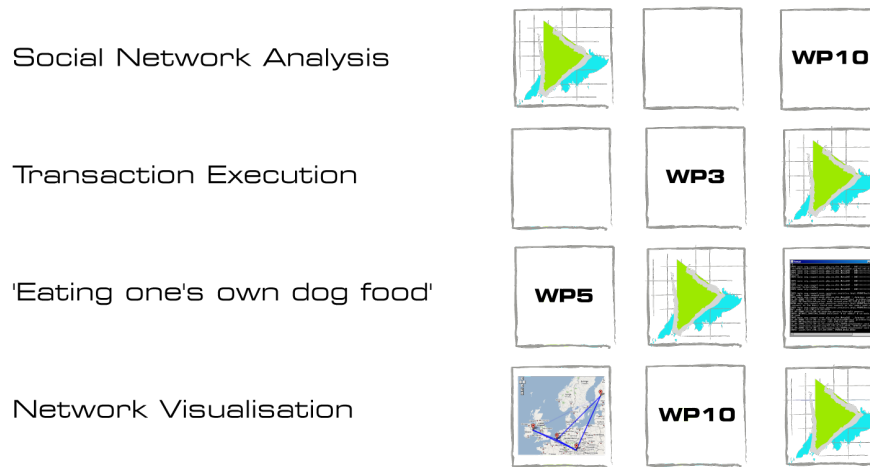 Social Network Analysis WP10
Transaction Execution WP3
'Eating one's own dog food' WP5
Network Visualisation WP10